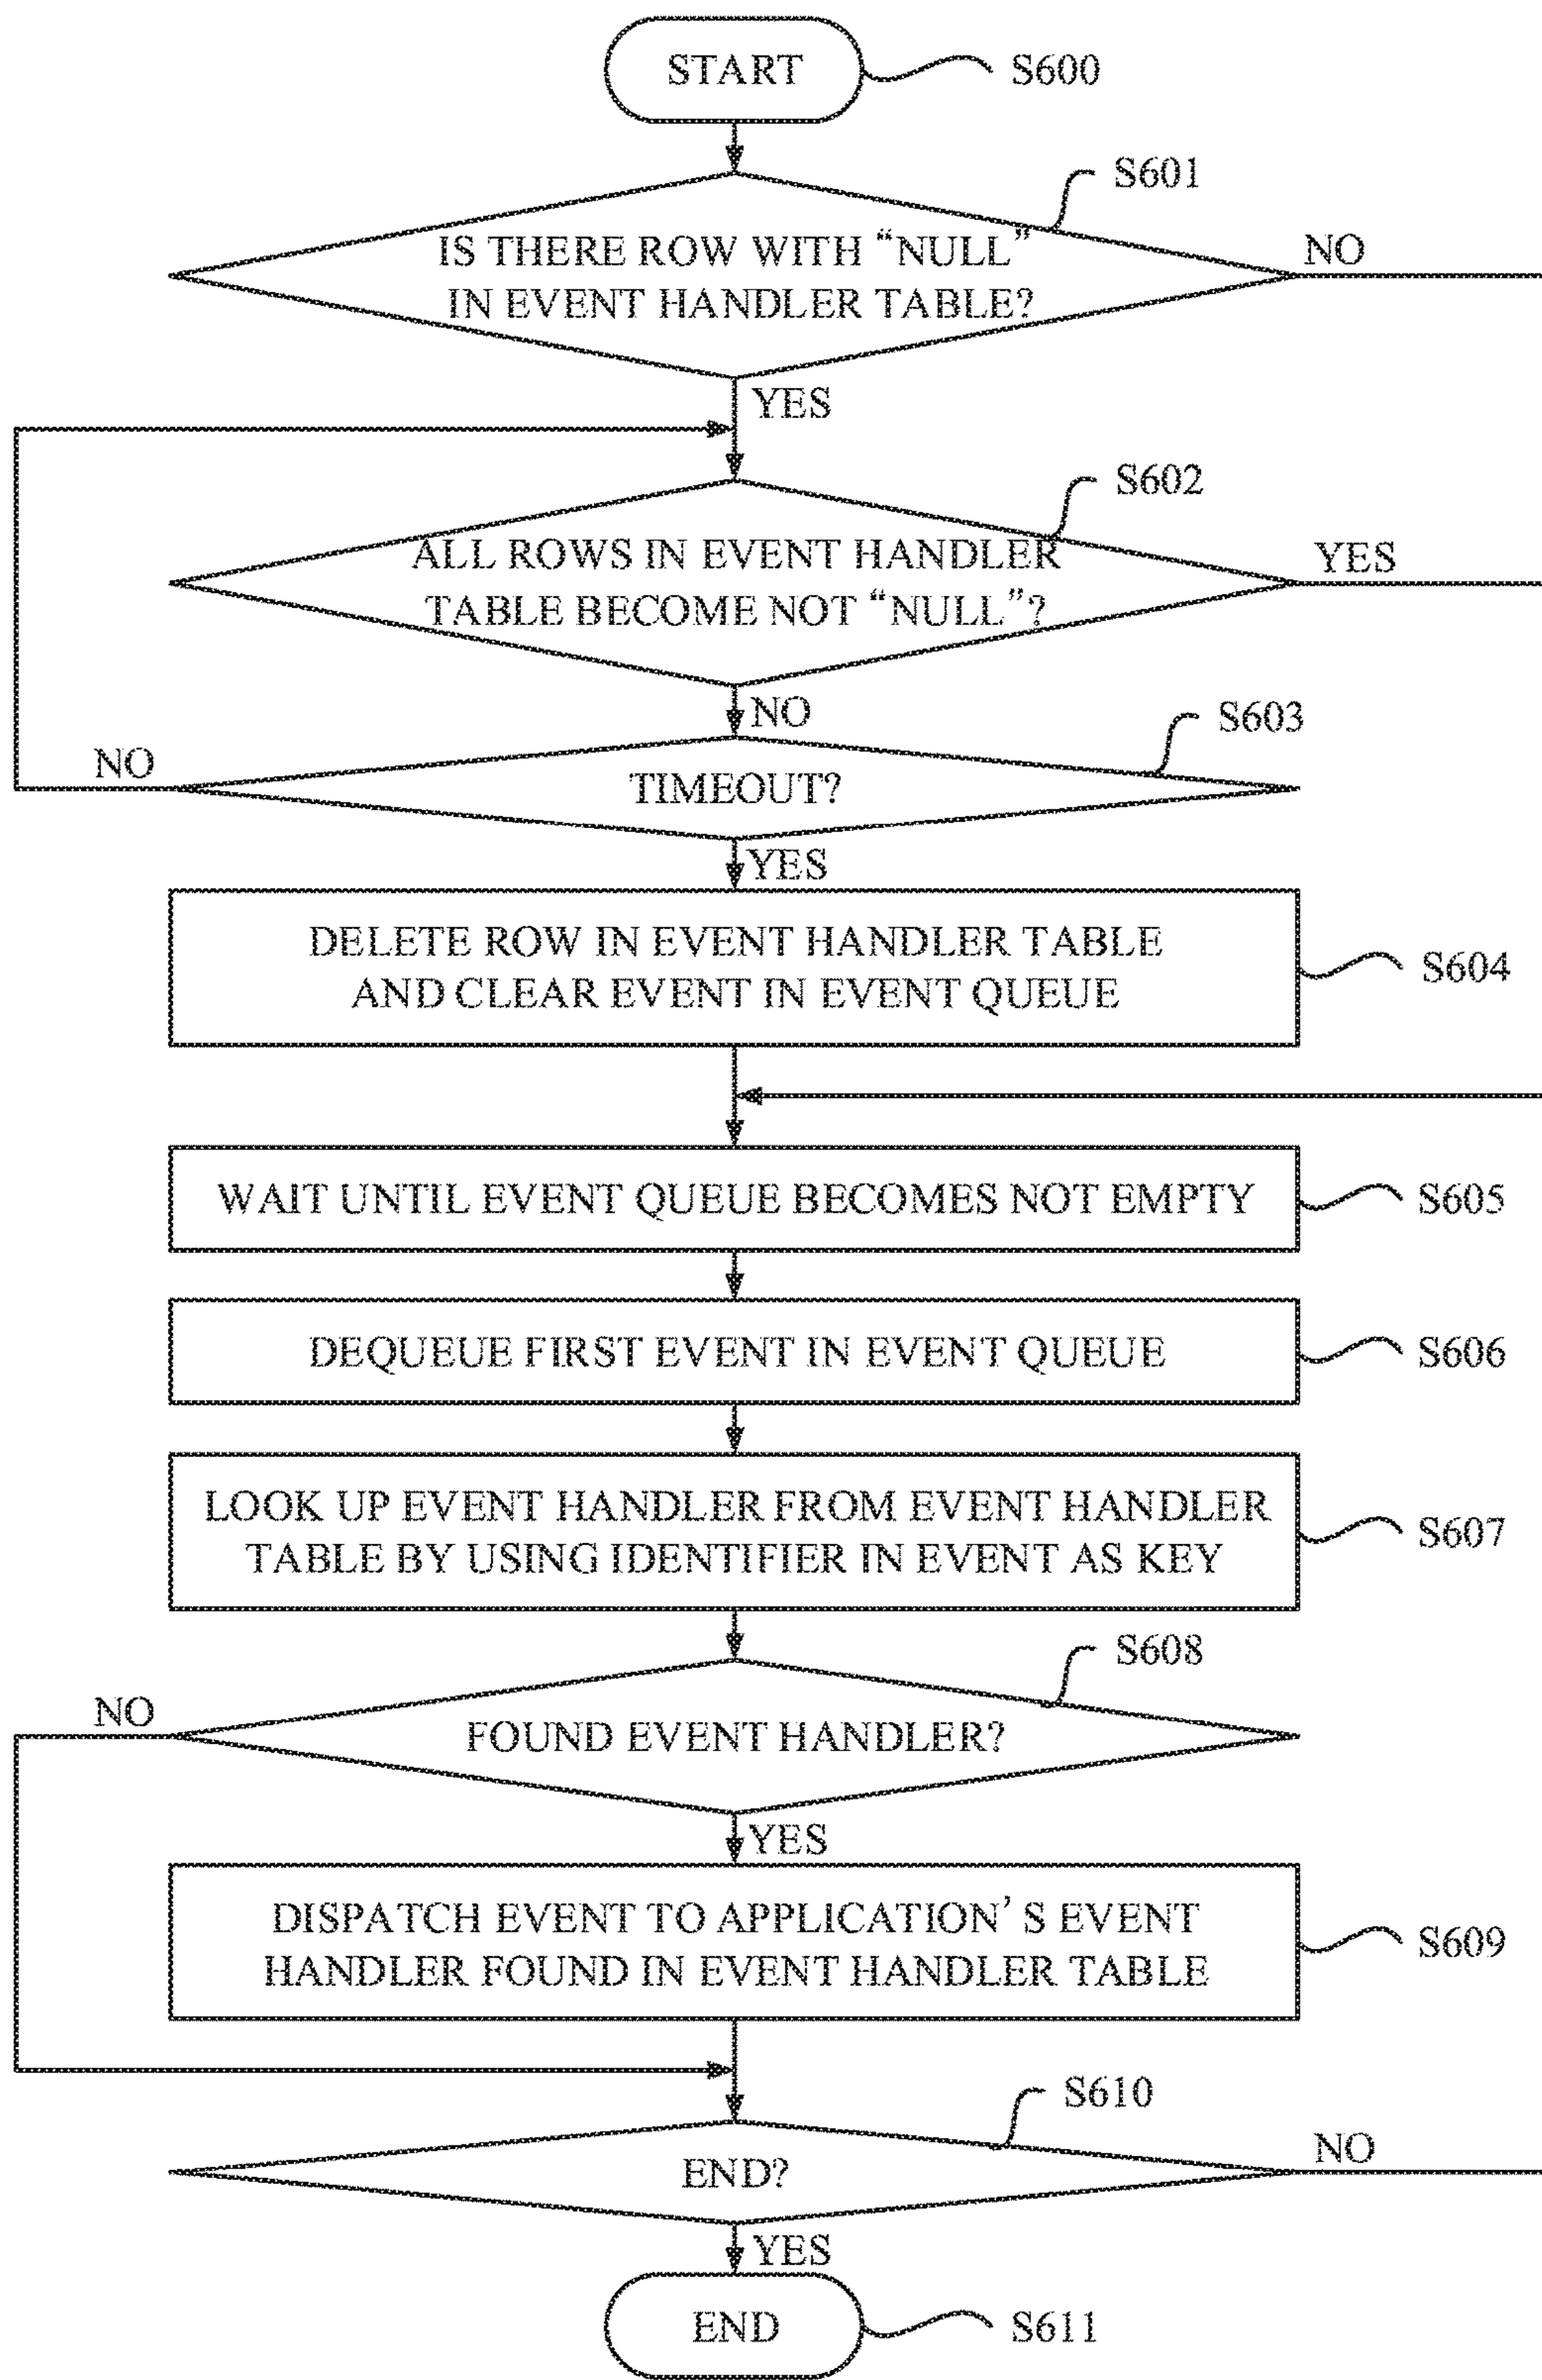 START
S600
S601
IS THERE ROW WITH “NULL”
IN EVENT HANDLER TABLE?
NO
YES
S602
ALL ROWS IN EVENT HANDLER
TABLE BECOME NOT “NULL”?
YES
NO
S603
TIMEOUT?
NO
YES
DELETE ROW IN EVENT HANDLER TABLE
AND CLEAR EVENT IN EVENT QUEUE
S604
WAIT UNTIL EVENT QUEUE BECOMES NOT EMPTY
S605
DEQUEUE FIRST EVENT IN EVENT QUEUE
S606
LOOK UP EVENT HANDLER FROM EVENT HANDLER
TABLE BY USING IDENTIFIER IN EVENT AS KEY
S607
S608
NO
FOUND EVENT HANDLER?
YES
DISPATCH EVENT TO APPLICATION’S EVENT
HANDLER FOUND IN EVENT HANDLER TABLE
S609
S610
END?
NO
YES
END
S611